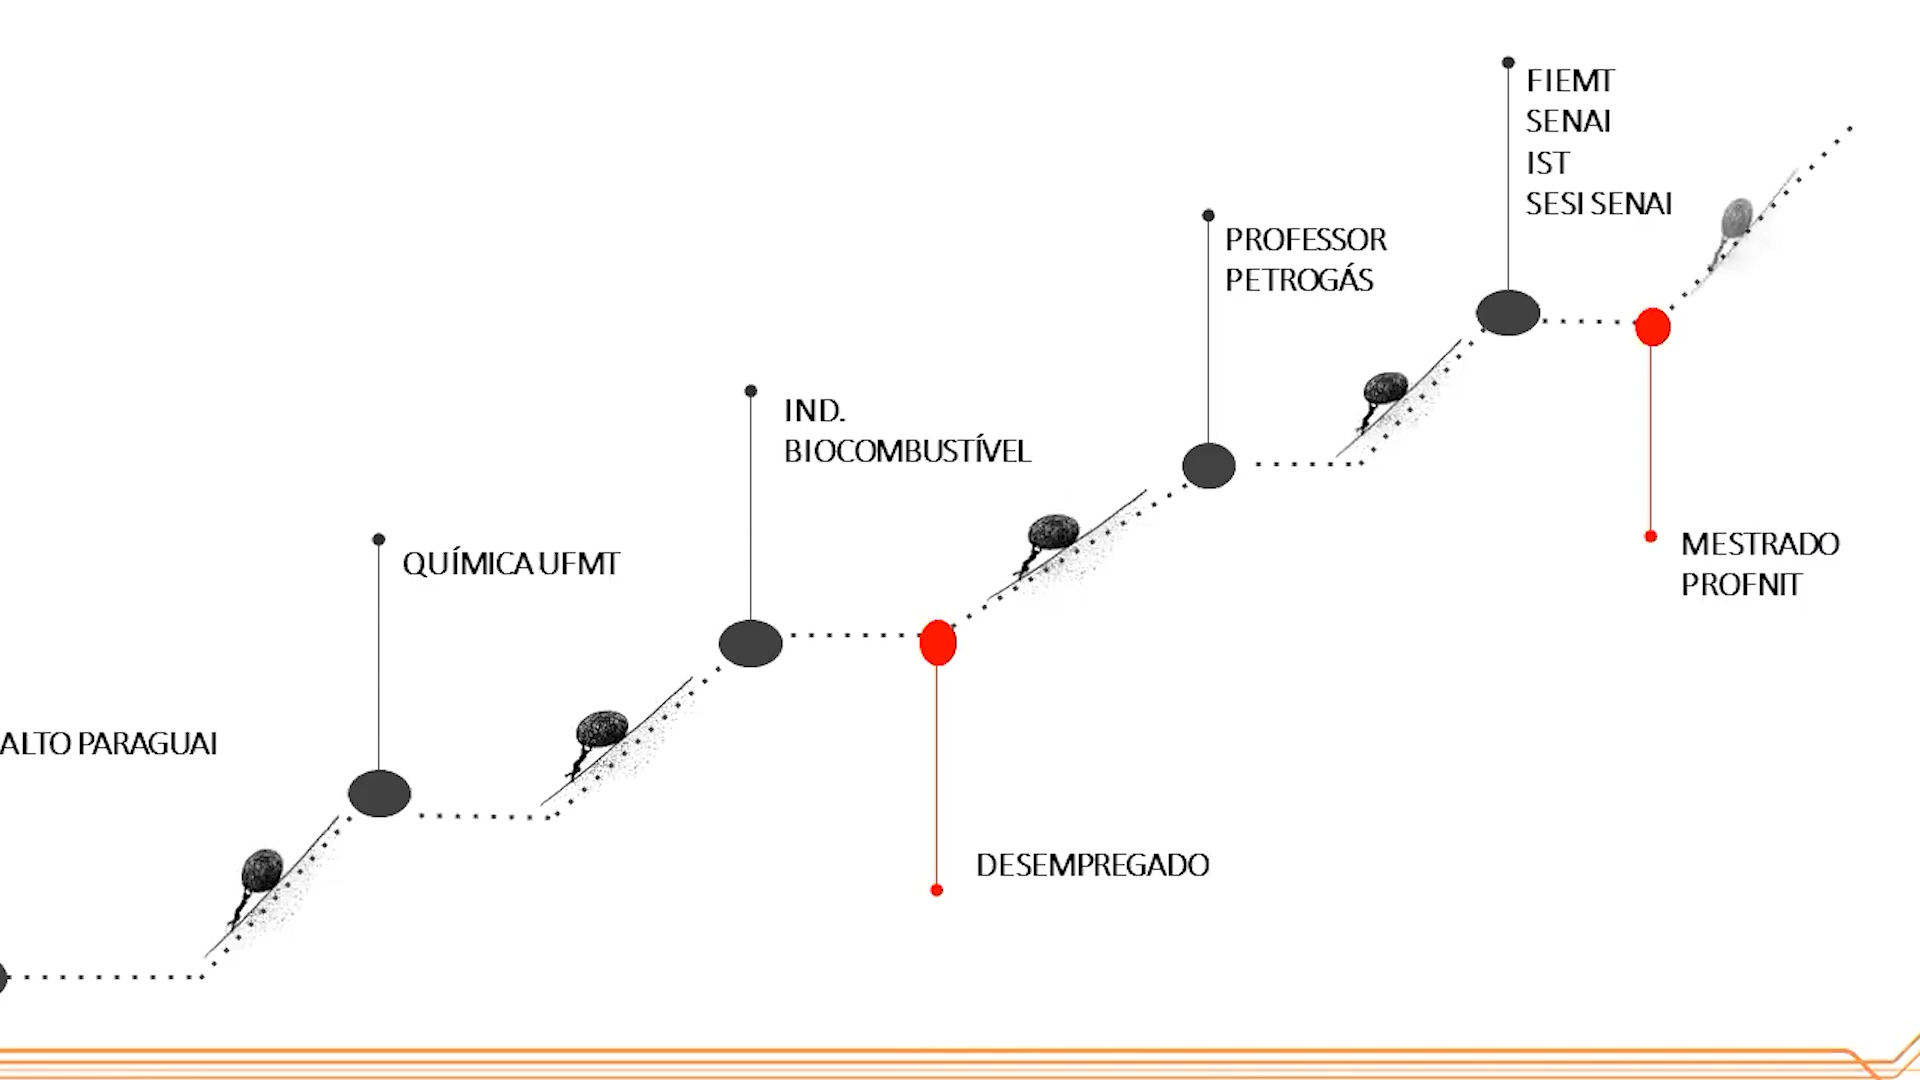 ALTO PARAGUAI
QUÍMICA UFMT
IND.
BIOCOMBUSTÍVEL
DESEMPREGADO
PROFESSOR
PETROGÁS
FIEMT
SENAI
IST
SESI SENAI
MESTRADO
PROFNIT